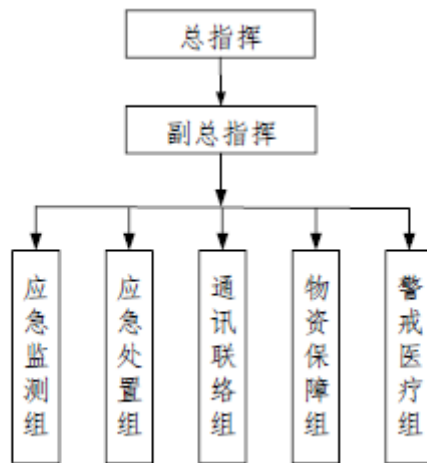 总指挥
副总指挥
应急监测组
应急处置组
通讯联络组
物资保障组
警戒医疗组